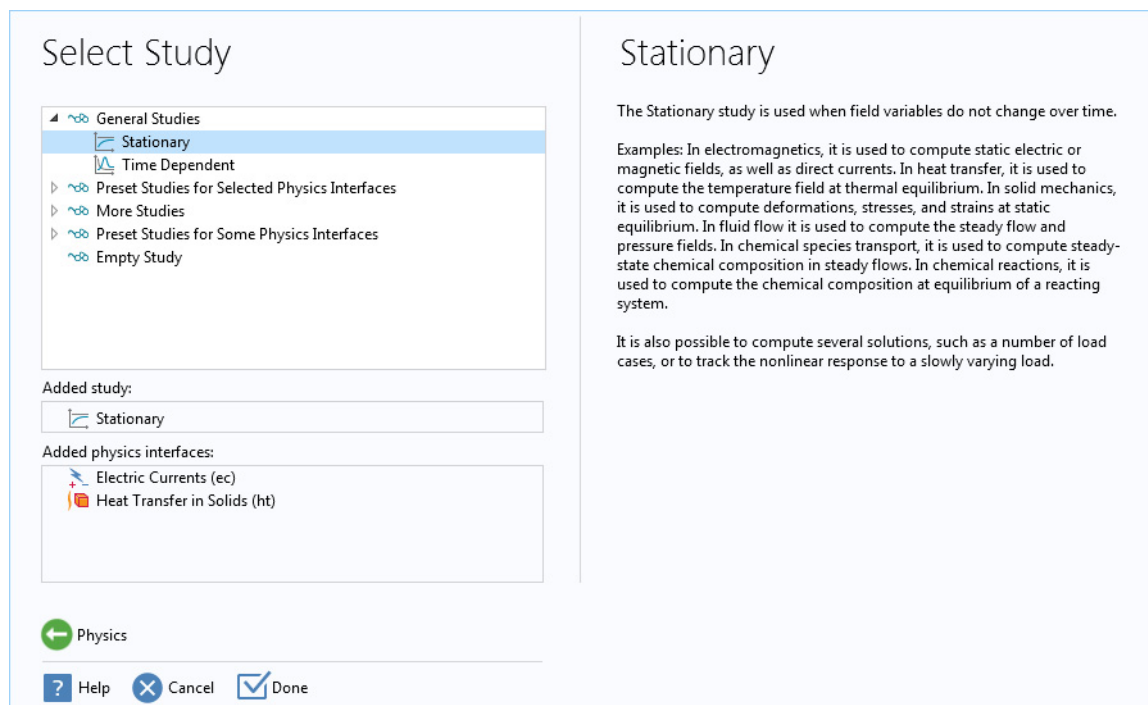 Select Study
General Studies
Stationary
Time Dependent
Preset Studies for Selected Physics Interfaces
More Studies
Preset Studies for Some Physics Interfaces
Empty Study
Added study:
Stationary
Added physics interfaces:
Electric Currents (ec)
Heat Transfer in Solids (ht)
Physics
? Help Cancel Done
Stationary
The Stationary study is used when field variables do not change over time.
Examples: In electromagnetics, it is used to compute static electric or
magnetic fields, as well as direct currents. In heat transfer, it is used to
compute the temperature field at thermal equilibrium. In solid mechanics,
it is used to compute deformations, stresses, and strains at static
equilibrium. In fluid flow it is used to compute the steady flow and
pressure fields. In chemical species transport, it is used to compute steady-
state chemical composition in steady flows. In chemical reactions, it is
used to compute the chemical composition at equilibrium of a reacting
system.
It is also possible to compute several solutions, such as a number of load
cases, or to track the nonlinear response to a slowly varying load.